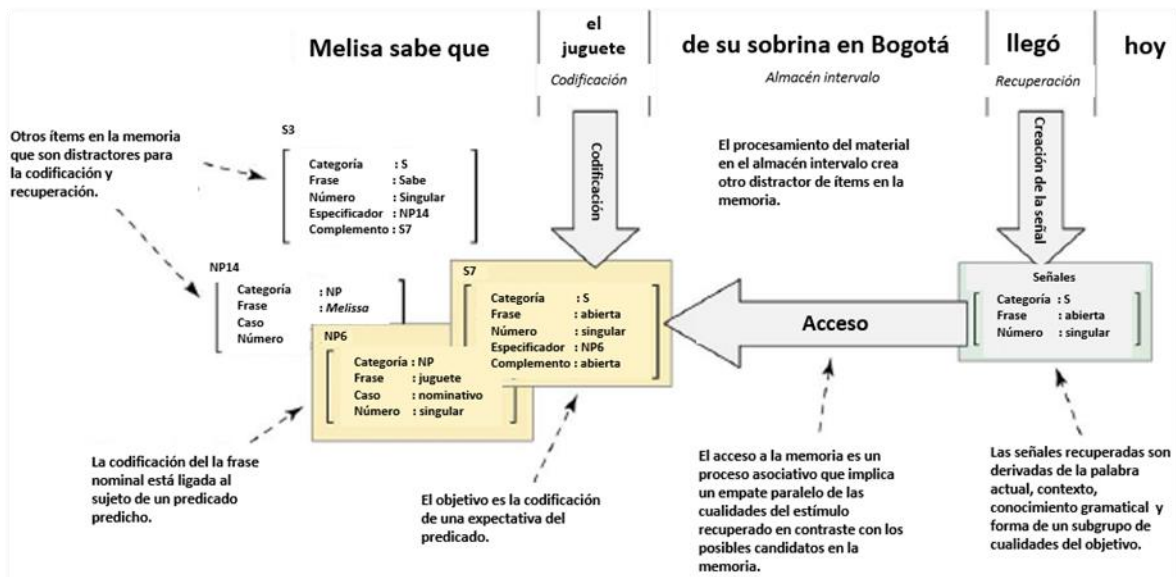 Melisa sabe que
el
juguete
de su sobrina en Bogotá
llegó
hoy
Codificación
Almacén intervalo
Recuperación
Otros ítems en la memoria
que son distractores para
la codificación y
recuperación.
S3
Categoría : S
Frase : Sabe
Número : Singular
Especificador : NP14
Complemento : S7
Codificación
El procesamiento del material
en el almacén intervalo crea
otro distractor de ítems en la
memoria.
Creación de la señal
NP14
Categoría : NP
Frase : Melissa
Caso
Número
S7
Categoría : S
Frase : abierta
Número : singular
Especificador : NP6
Complemento : abierta
NP6
Categoría : NP
Frase : juguete
Caso : nominativo
Número : singular
Acceso
Señales
Categoría : S
Frase : abierta
Número : singular
La codificación del la frase
nominal está ligada al
sujeto de un predicado
predicho.
El objetivo es la codificación
de una expectativa del
predicado.
El acceso a la memoria es un
proceso asociativo que implica
un empate paralelo de las
cualidades del estímulo
recuperado en contraste con los
posibles candidatos en la
memoria.
Las señales recuperadas son
derivadas de la palabra
actual, contexto,
conocimiento gramatical y
forma de un subgrupo de
cualidades del objetivo.